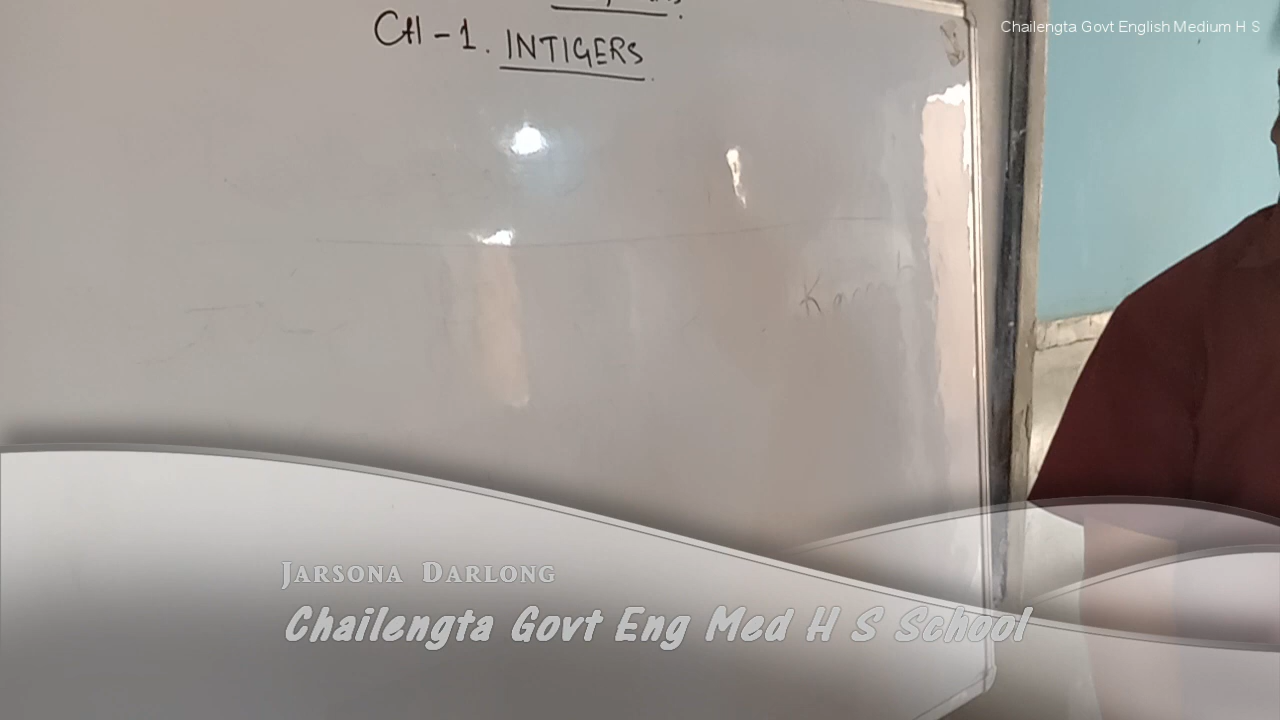 Chailengta Govt English Medium H S
CH-1. INTIGERS
JARSONA DARLONG
Chailengta Govt Eng Med H S School